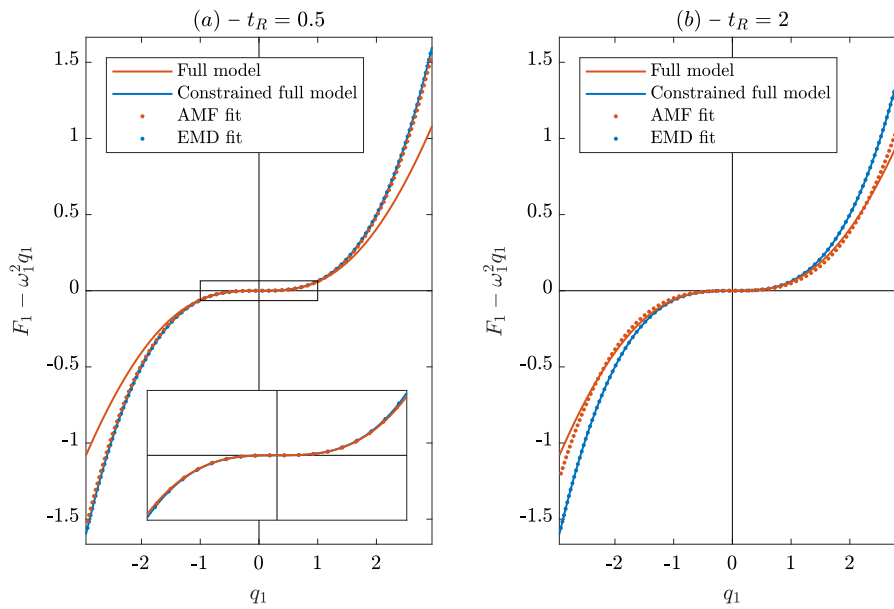 (a) – t_R = 0.5
1.5
1
0.5
0
-0.5
-1
-1.5
F_1 − ω_1^2 q_1
Full model
Constrained full model
AMF fit
EMD fit
-2
-1
0
1
2
q_1
(b) – t_R = 2
1.5
1
0.5
0
-0.5
-1
-1.5
F_1 − ω_1^2 q_1
Full model
Constrained full model
AMF fit
EMD fit
-2
-1
0
1
2
q_1